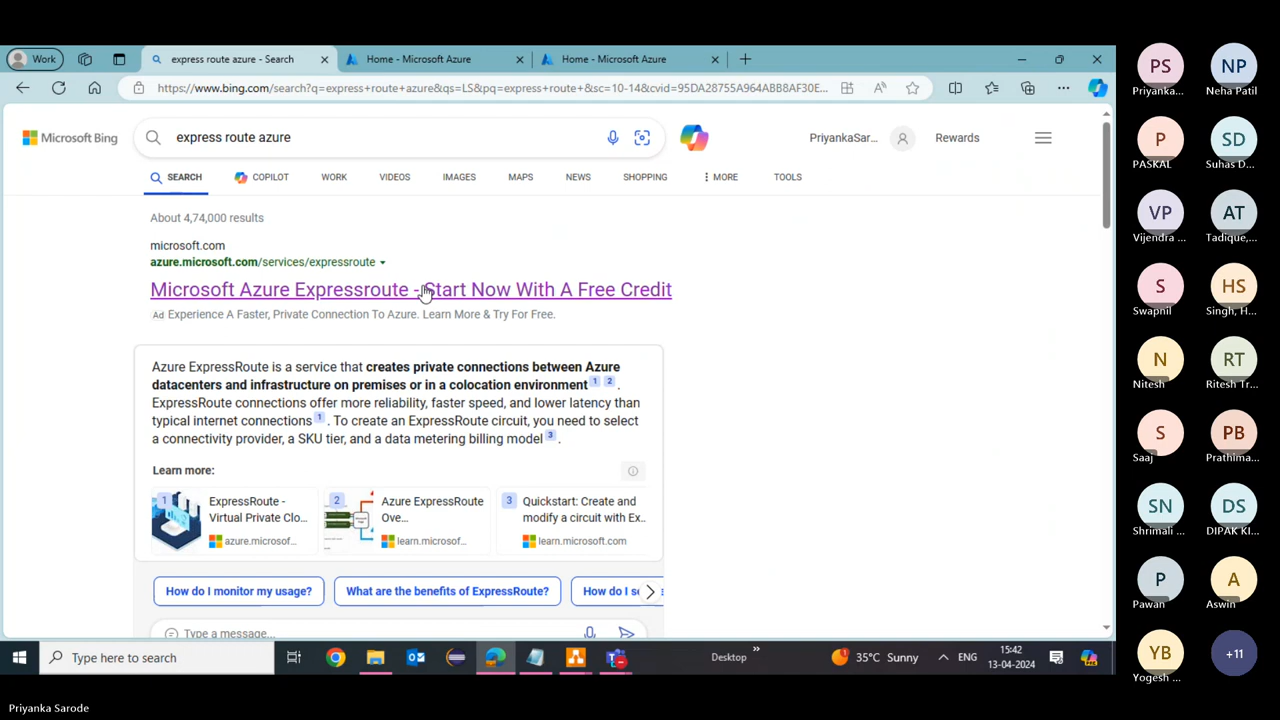 Work
express route azure - Search
Home - Microsoft Azure
Home - Microsoft Azure
https://www.bing.com/search?q=express+route+azure&qs=LS&pq=express+route+&sc=10-14&cvid=95DA28755A964ABB8AF30E...
Microsoft Bing
express route azure
PriyankaSar...
Rewards
SEARCH
COPILOT
WORK
VIDEOS
IMAGES
MAPS
NEWS
SHOPPING
MORE
TOOLS
About 4,74,000 results
microsoft.com
azure.microsoft.com/services/expressroute
Microsoft Azure Expressroute - Start Now With A Free Credit
Ad Experience A Faster, Private Connection To Azure. Learn More & Try For Free.
Azure ExpressRoute is a service that creates private connections between Azure
datacenters and infrastructure on premises or in a colocation environment 1 2 .
ExpressRoute connections offer more reliability, faster speed, and lower latency than
typical internet connections 1 . To create an ExpressRoute circuit, you need to select
a connectivity provider, a SKU tier, and a data metering billing model 3 .
Learn more:
1 ExpressRoute -
Virtual Private Clo...
azure.microsof...
2 Azure ExpressRoute
Ove...
learn.microsof...
3 Quickstart: Create and
modify a circuit with Ex...
learn.microsoft.com
How do I monitor my usage?
What are the benefits of ExpressRoute?
Type a message...
Type here to search
Desktop
35°C Sunny
ENG
15:42
13-04-2024
PS
Priyanka...
NP
Neha Patil
P
PASKAL
SD
Suhas D...
VP
Vijendra ...
AT
Tadique,...
S
Swapnil
HS
Singh, H...
N
Nitesh
RT
Ritesh Tr...
S
Saaj
PB
Prathima...
SN
Shrimali ...
DS
DIPAK KI...
P
Pawan
A
Aswin
YB
Yogesh ...
+11
Priyanka Sarode